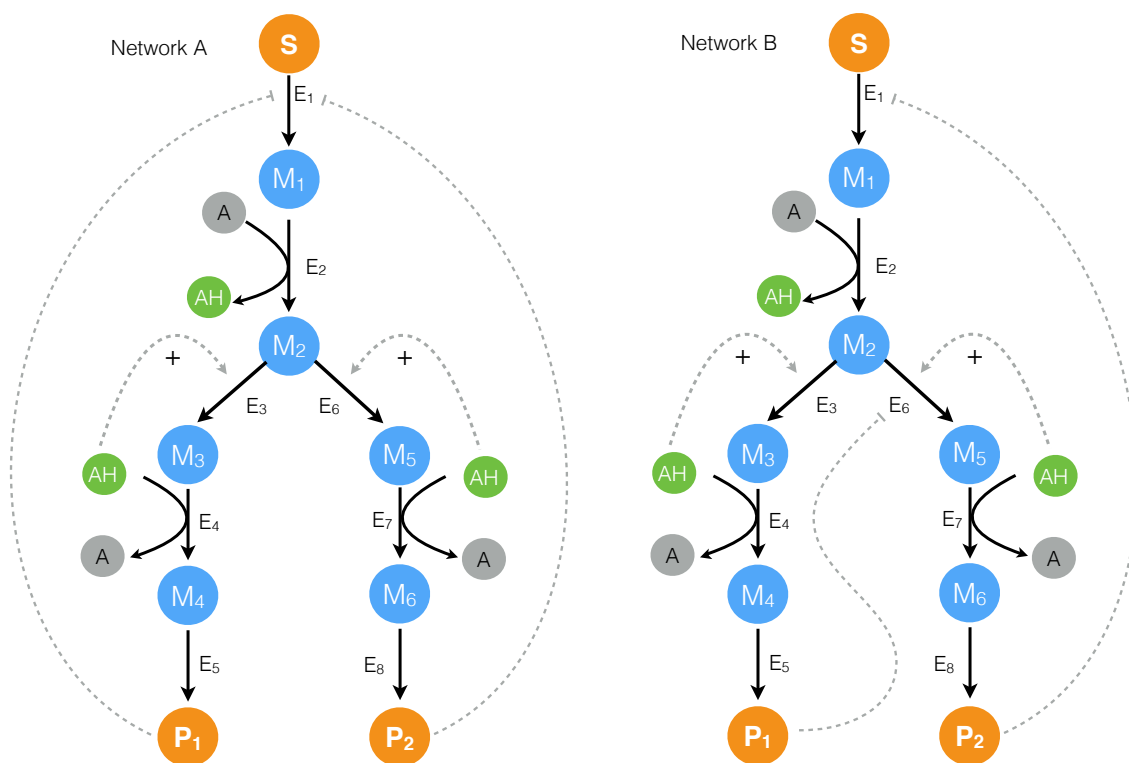 Network A
S
E₁
M₁
A
E₂
AH
M₂
+
+
E₃
E₆
M₃
M₅
AH
AH
E₄
E₇
A
A
M₄
M₆
E₅
E₈
P₁
P₂
Network B
S
E₁
M₁
A
E₂
AH
M₂
+
+
E₃
E₆
M₃
M₅
AH
AH
E₄
E₇
A
A
M₄
M₆
E₅
E₈
P₁
P₂